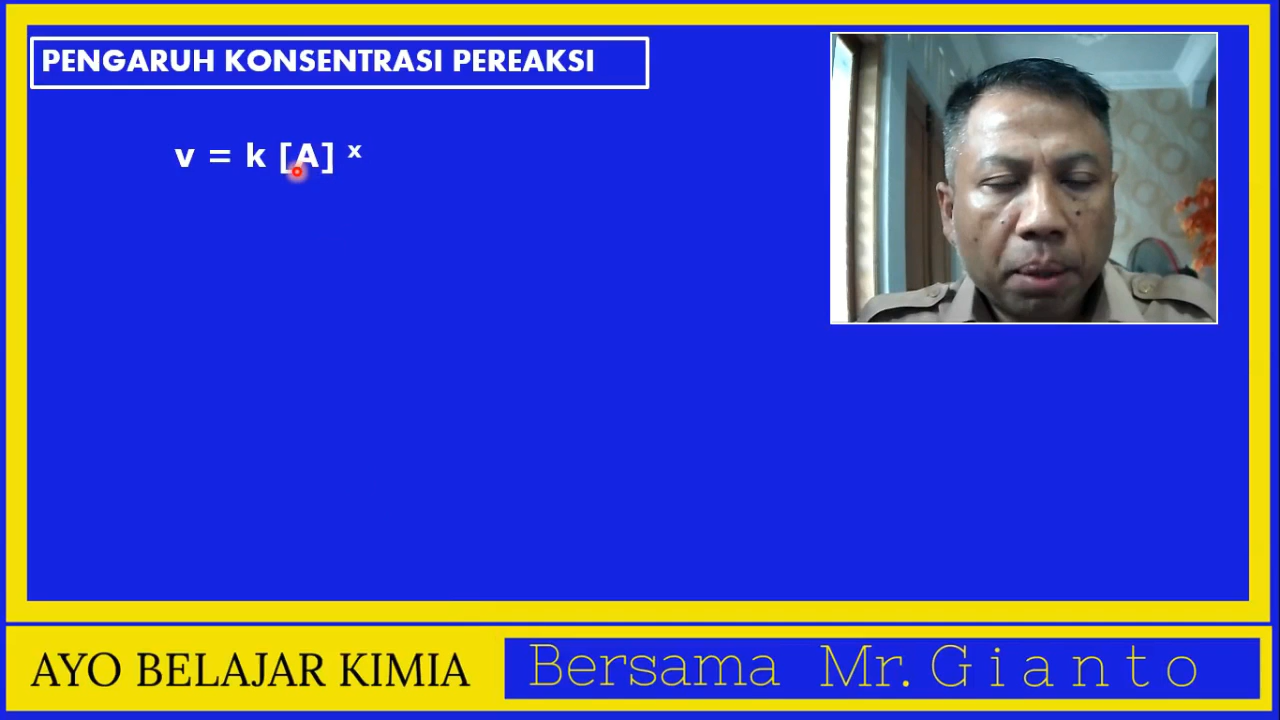 PENGARUH KONSENTRASI PEREAKSI
v = k [A] ˣ
AYO BELAJAR KIMIA
Bersama Mr. Gianto